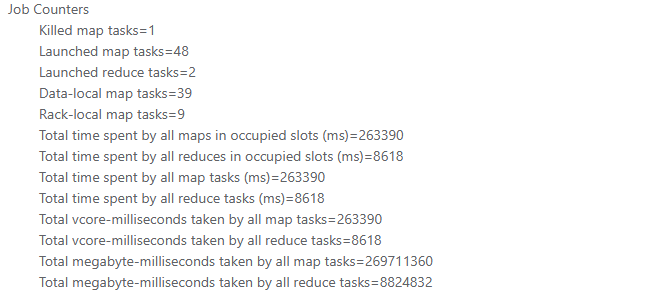 Job Counters
Killed map tasks=1
Launched map tasks=48
Launched reduce tasks=2
Data-local map tasks=39
Rack-local map tasks=9
Total time spent by all maps in occupied slots (ms)=263390
Total time spent by all reduces in occupied slots (ms)=8618
Total time spent by all map tasks (ms)=263390
Total time spent by all reduce tasks (ms)=8618
Total vcore-milliseconds taken by all map tasks=263390
Total vcore-milliseconds taken by all reduce tasks=8618
Total megabyte-milliseconds taken by all map tasks=269711360
Total megabyte-milliseconds taken by all reduce tasks=8824832